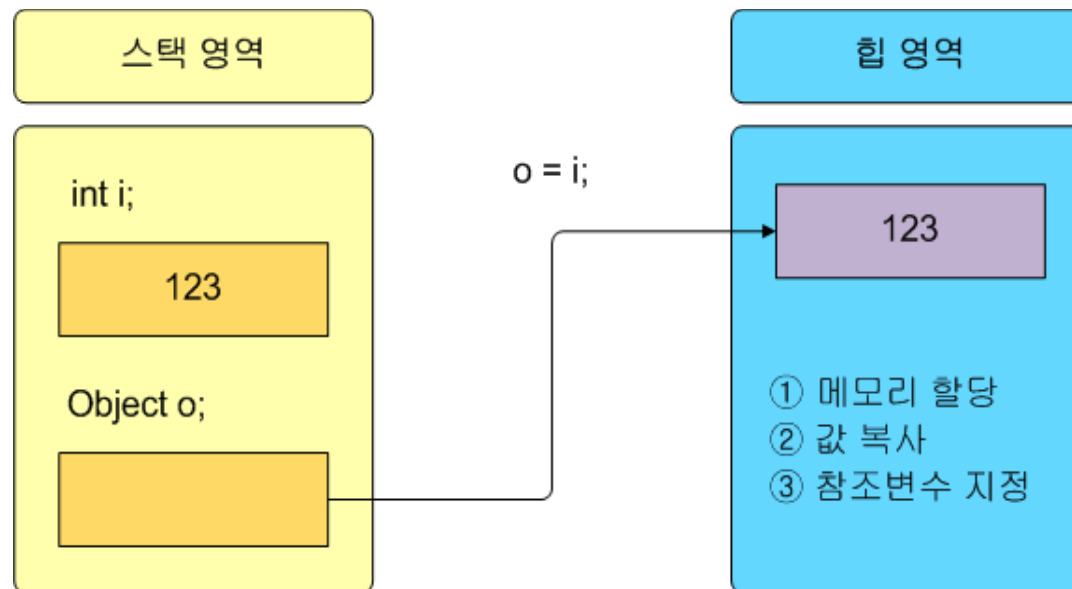 스택 영역
힙 영역
int i;
123
Object o;
o = i;
123
① 메모리 할당
② 값 복사
③ 참조변수 지정